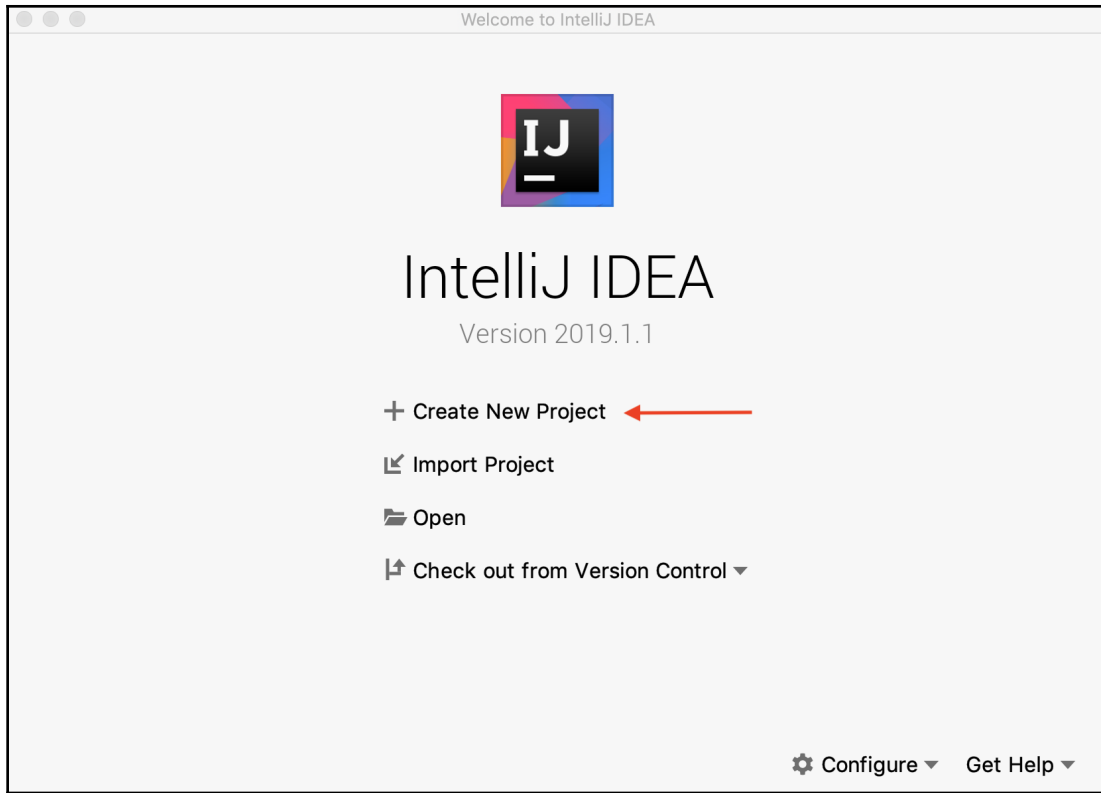 Welcome to IntelliJ IDEA
IJ
IntelliJ IDEA
Version 2019.1.1
Create New Project
Import Project
Open
Check out from Version Control
Configure Get Help